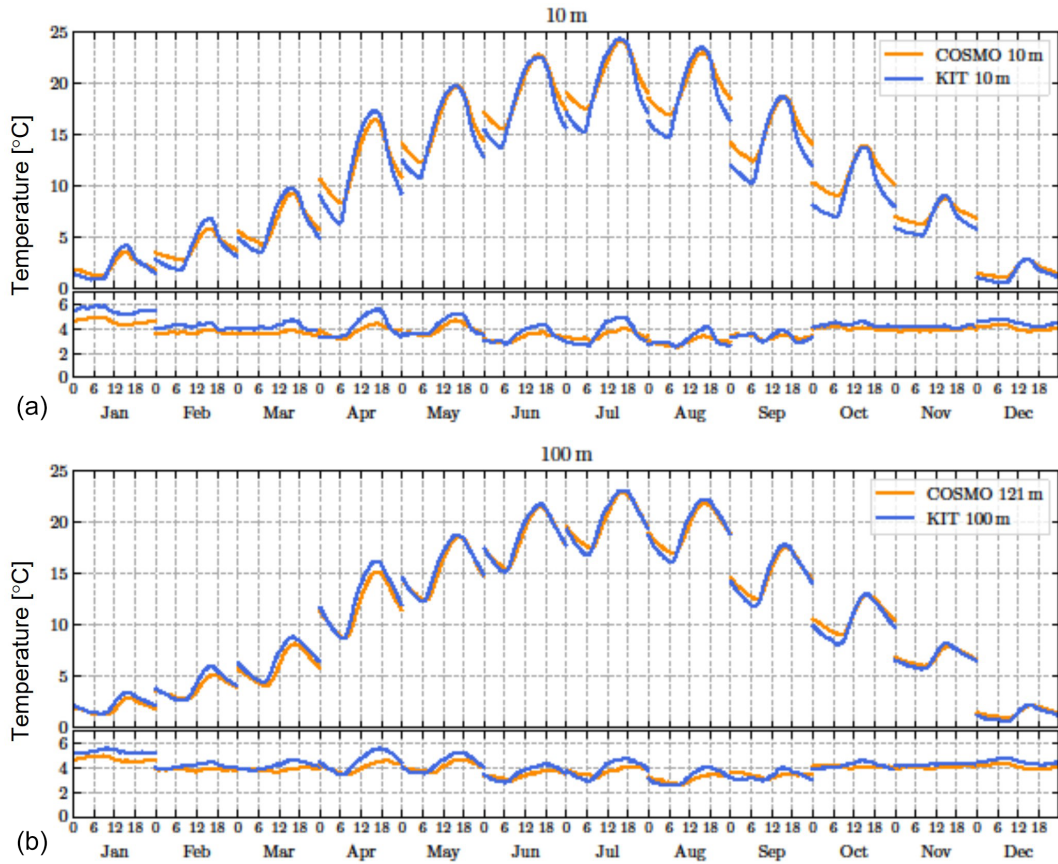 10 m
25
20
15
10
5
0
Temperature [°C]
COSMO 10 m
KIT 10 m
6
4
2
0
0 6 12 18 0 6 12 18 0 6 12 18 0 6 12 18 0 6 12 18 0 6 12 18 0 6 12 18 0 6 12 18 0 6 12 18 0 6 12 18 0 6 12 18 0 6 12 18
(a) Jan Feb Mar Apr May Jun Jul Aug Sep Oct Nov Dec
100 m
25
20
15
10
5
0
Temperature [°C]
COSMO 121 m
KIT 100 m
6
4
2
0
0 6 12 18 0 6 12 18 0 6 12 18 0 6 12 18 0 6 12 18 0 6 12 18 0 6 12 18 0 6 12 18 0 6 12 18 0 6 12 18 0 6 12 18 0 6 12 18
(b) Jan Feb Mar Apr May Jun Jul Aug Sep Oct Nov Dec